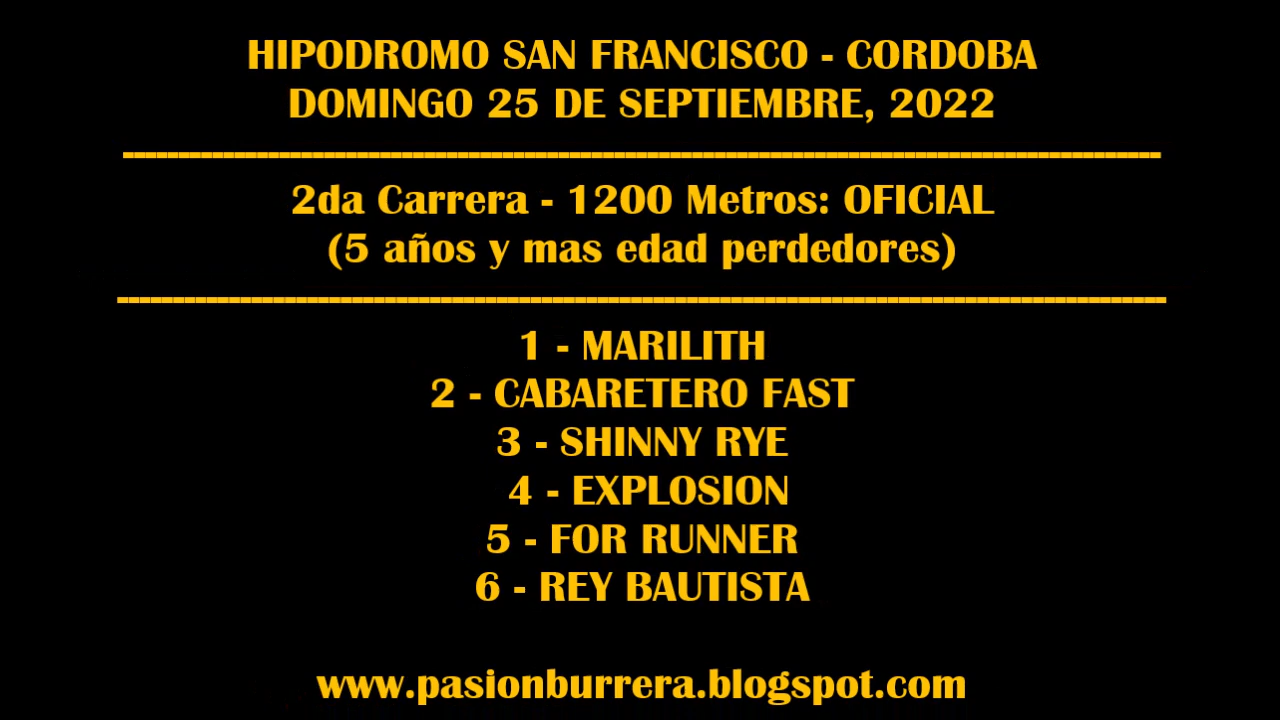 HIPODROMO SAN FRANCISCO - CORDOBA
DOMINGO 25 DE SEPTIEMBRE, 2022
2da Carrera - 1200 Metros: OFICIAL
(5 años y mas edad perdedores)
1 - MARILITH
2 - CABARETERO FAST
3 - SHINNY RYE
4 - EXPLOSION
5 - FOR RUNNER
6 - REY BAUTISTA
www.pasionburrera.blogspot.com